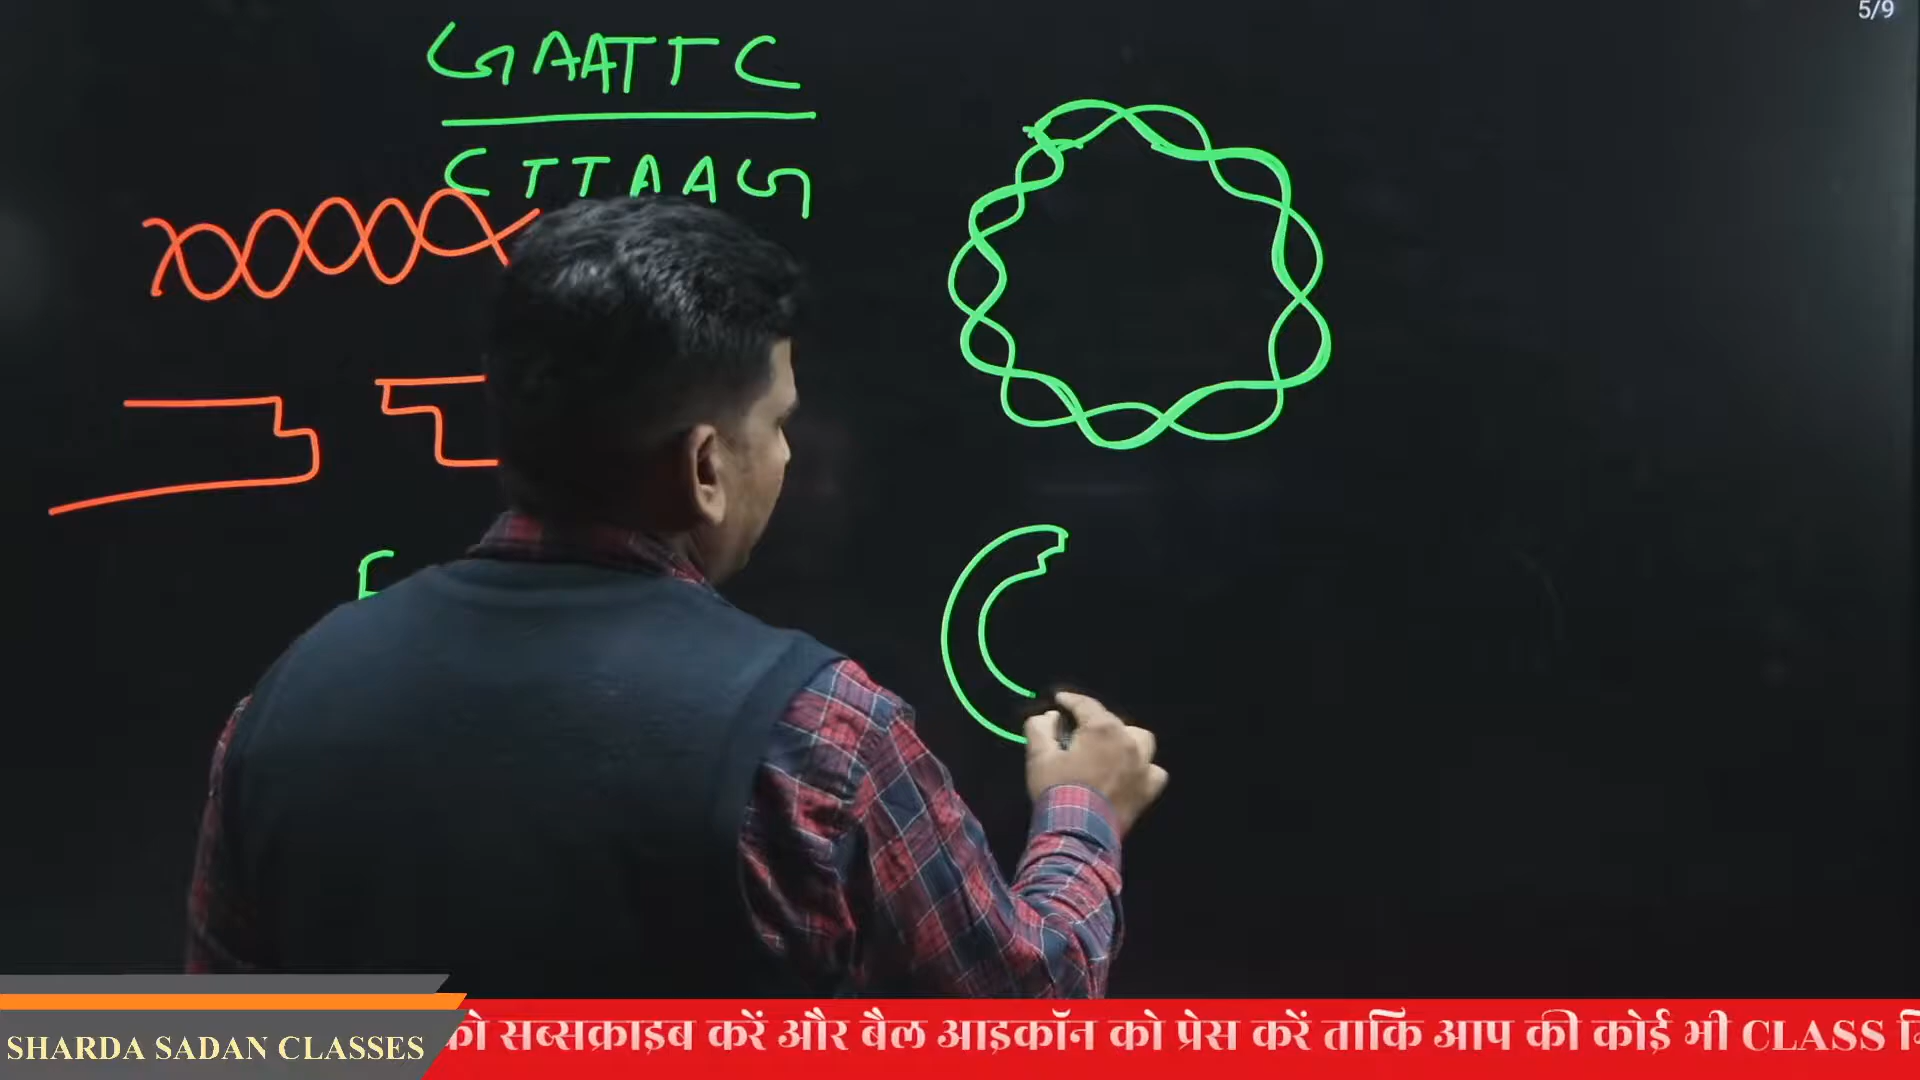 5/9
GAATTC
CTTAAG
SHARDA SADAN CLASSES
को सब्सक्राइब करें और बैल आइकॉन को प्रेस करें ताकि आप की कोई भी CLASS